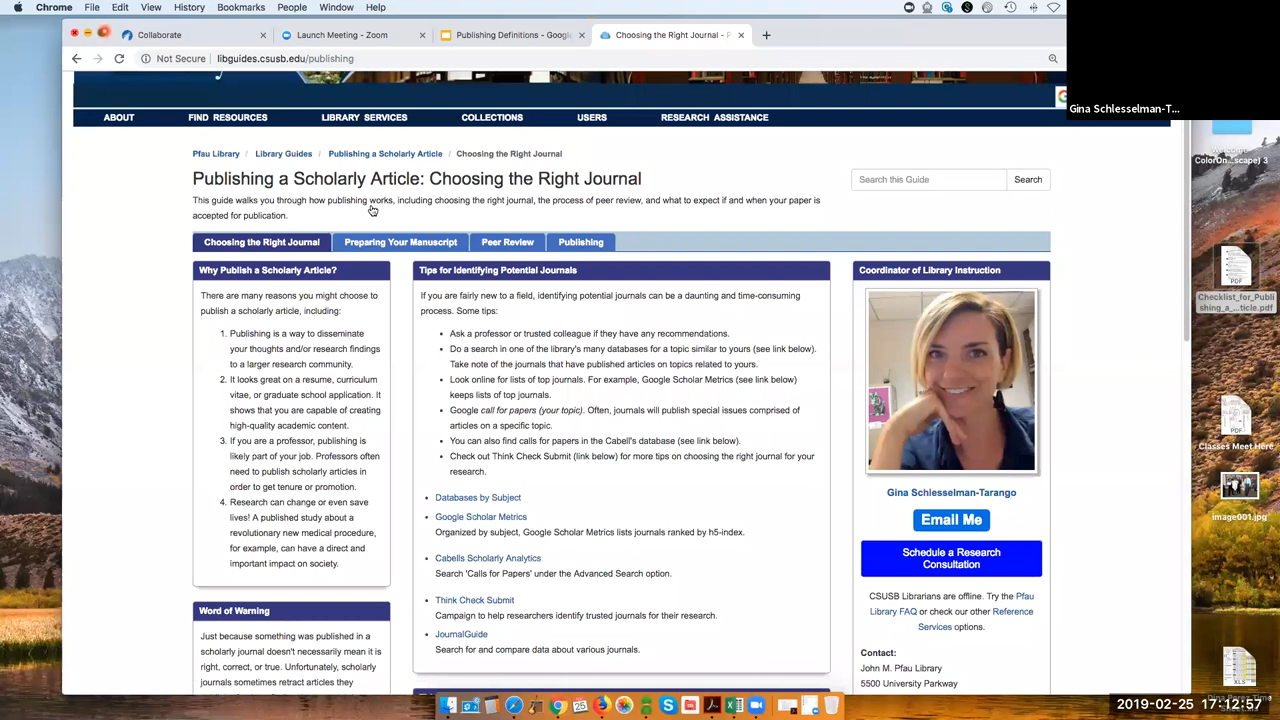 Chrome File Edit View History Bookmarks People Window Help
Collaborate
Launch Meeting - Zoom
Publishing Definitions - Google
Choosing the Right Journal - P
Not Secure libguides.csusb.edu/publishing
Gina Schlesselman-T...
ABOUT FIND RESOURCES LIBRARY SERVICES COLLECTIONS USERS RESEARCH ASSISTANCE
Pfau Library / Library Guides / Publishing a Scholarly Article / Choosing the Right Journal
Publishing a Scholarly Article: Choosing the Right Journal
Search this Guide Search
This guide walks you through how publishing works, including choosing the right journal, the process of peer review, and what to expect if and when your paper is
accepted for publication.
Choosing the Right Journal Preparing Your Manuscript Peer Review Publishing
Why Publish a Scholarly Article?
There are many reasons you might choose to
publish a scholarly article, including:
1. Publishing is a way to disseminate
your thoughts and/or research findings
to a larger research community.
2. It looks great on a resume, curriculum
vitae, or graduate school application. It
shows that you are capable of creating
high-quality academic content.
3. If you are a professor, publishing is
likely part of your job. Professors often
need to publish scholarly articles in
order to get tenure or promotion.
4. Research can change or even save
lives! A published study about a
revolutionary new medical procedure,
for example, can have a direct and
important impact on society.
Word of Warning
Just because something was published in a
scholarly journal doesn't necessarily mean it is
right, correct, or true. Unfortunately, scholarly
journals sometimes retract articles they
Tips for Identifying Potential Journals
If you are fairly new to a field, identifying potential journals can be a daunting and time-consuming
process. Some tips:
• Ask a professor or trusted colleague if they have any recommendations.
• Do a search in one of the library's many databases for a topic similar to yours (see link below).
Take note of the journals that have published articles on topics related to yours.
• Look online for lists of top journals. For example, Google Scholar Metrics (see link below)
keeps lists of top journals.
• Google call for papers (your topic). Often, journals will publish special issues comprised of
articles on a specific topic.
• You can also find calls for papers in the Cabell's database (see link below).
• Check out Think Check Submit (link below) for more tips on choosing the right journal for your
research.
• Databases by Subject
• Google Scholar Metrics
Organized by subject, Google Scholar Metrics lists journals ranked by h5-index.
• Cabells Scholarly Analytics
Search 'Calls for Papers' under the Advanced Search option.
• Think Check Submit
Campaign to help researchers identify trusted journals for their research.
• JournalGuide
Search for and compare data about various journals.
Coordinator of Library Instruction
Gina Schlesselman-Tarango
Email Me
Schedule a Research
Consultation
CSUSB Librarians are offline. Try the Pfau
Library FAQ or check our other Reference
Services options.
Contact:
John M. Pfau Library
5500 University Parkway
Welcome
ColorOn...scape) 3
PDF
Checklist_for_Publi
shing_a_...ticle.pdf
PDF
Classes Meet Here
image001.jpg
XLS
Dina Perez Time
25
2019-02-25 17:12:57